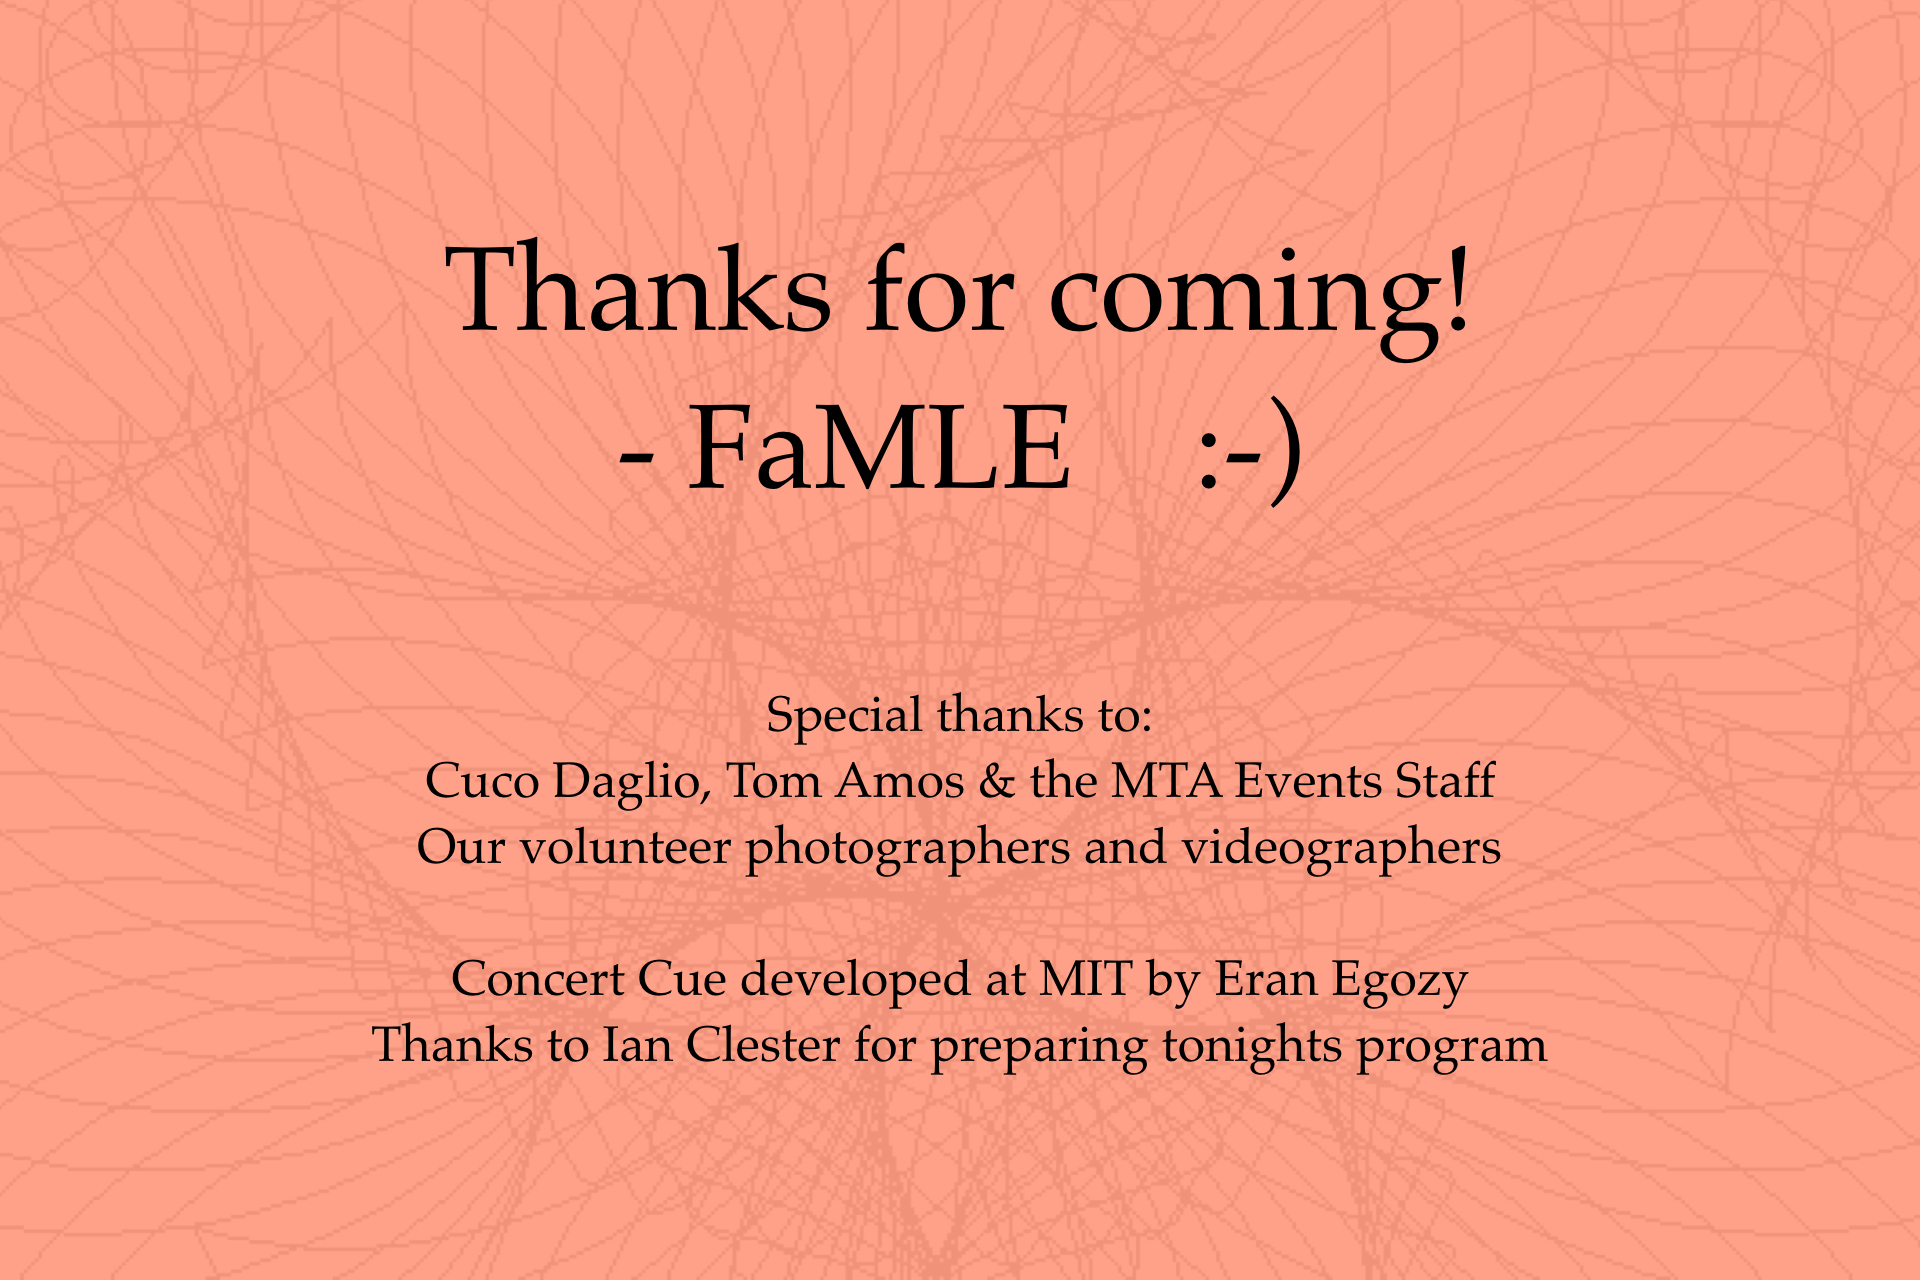 Thanks for coming!
- FaMLE :-)
Special thanks to:
Cuco Daglio, Tom Amos & the MTA Events Staff
Our volunteer photographers and videographers
Concert Cue developed at MIT by Eran Egozy
Thanks to Ian Clester for preparing tonights program